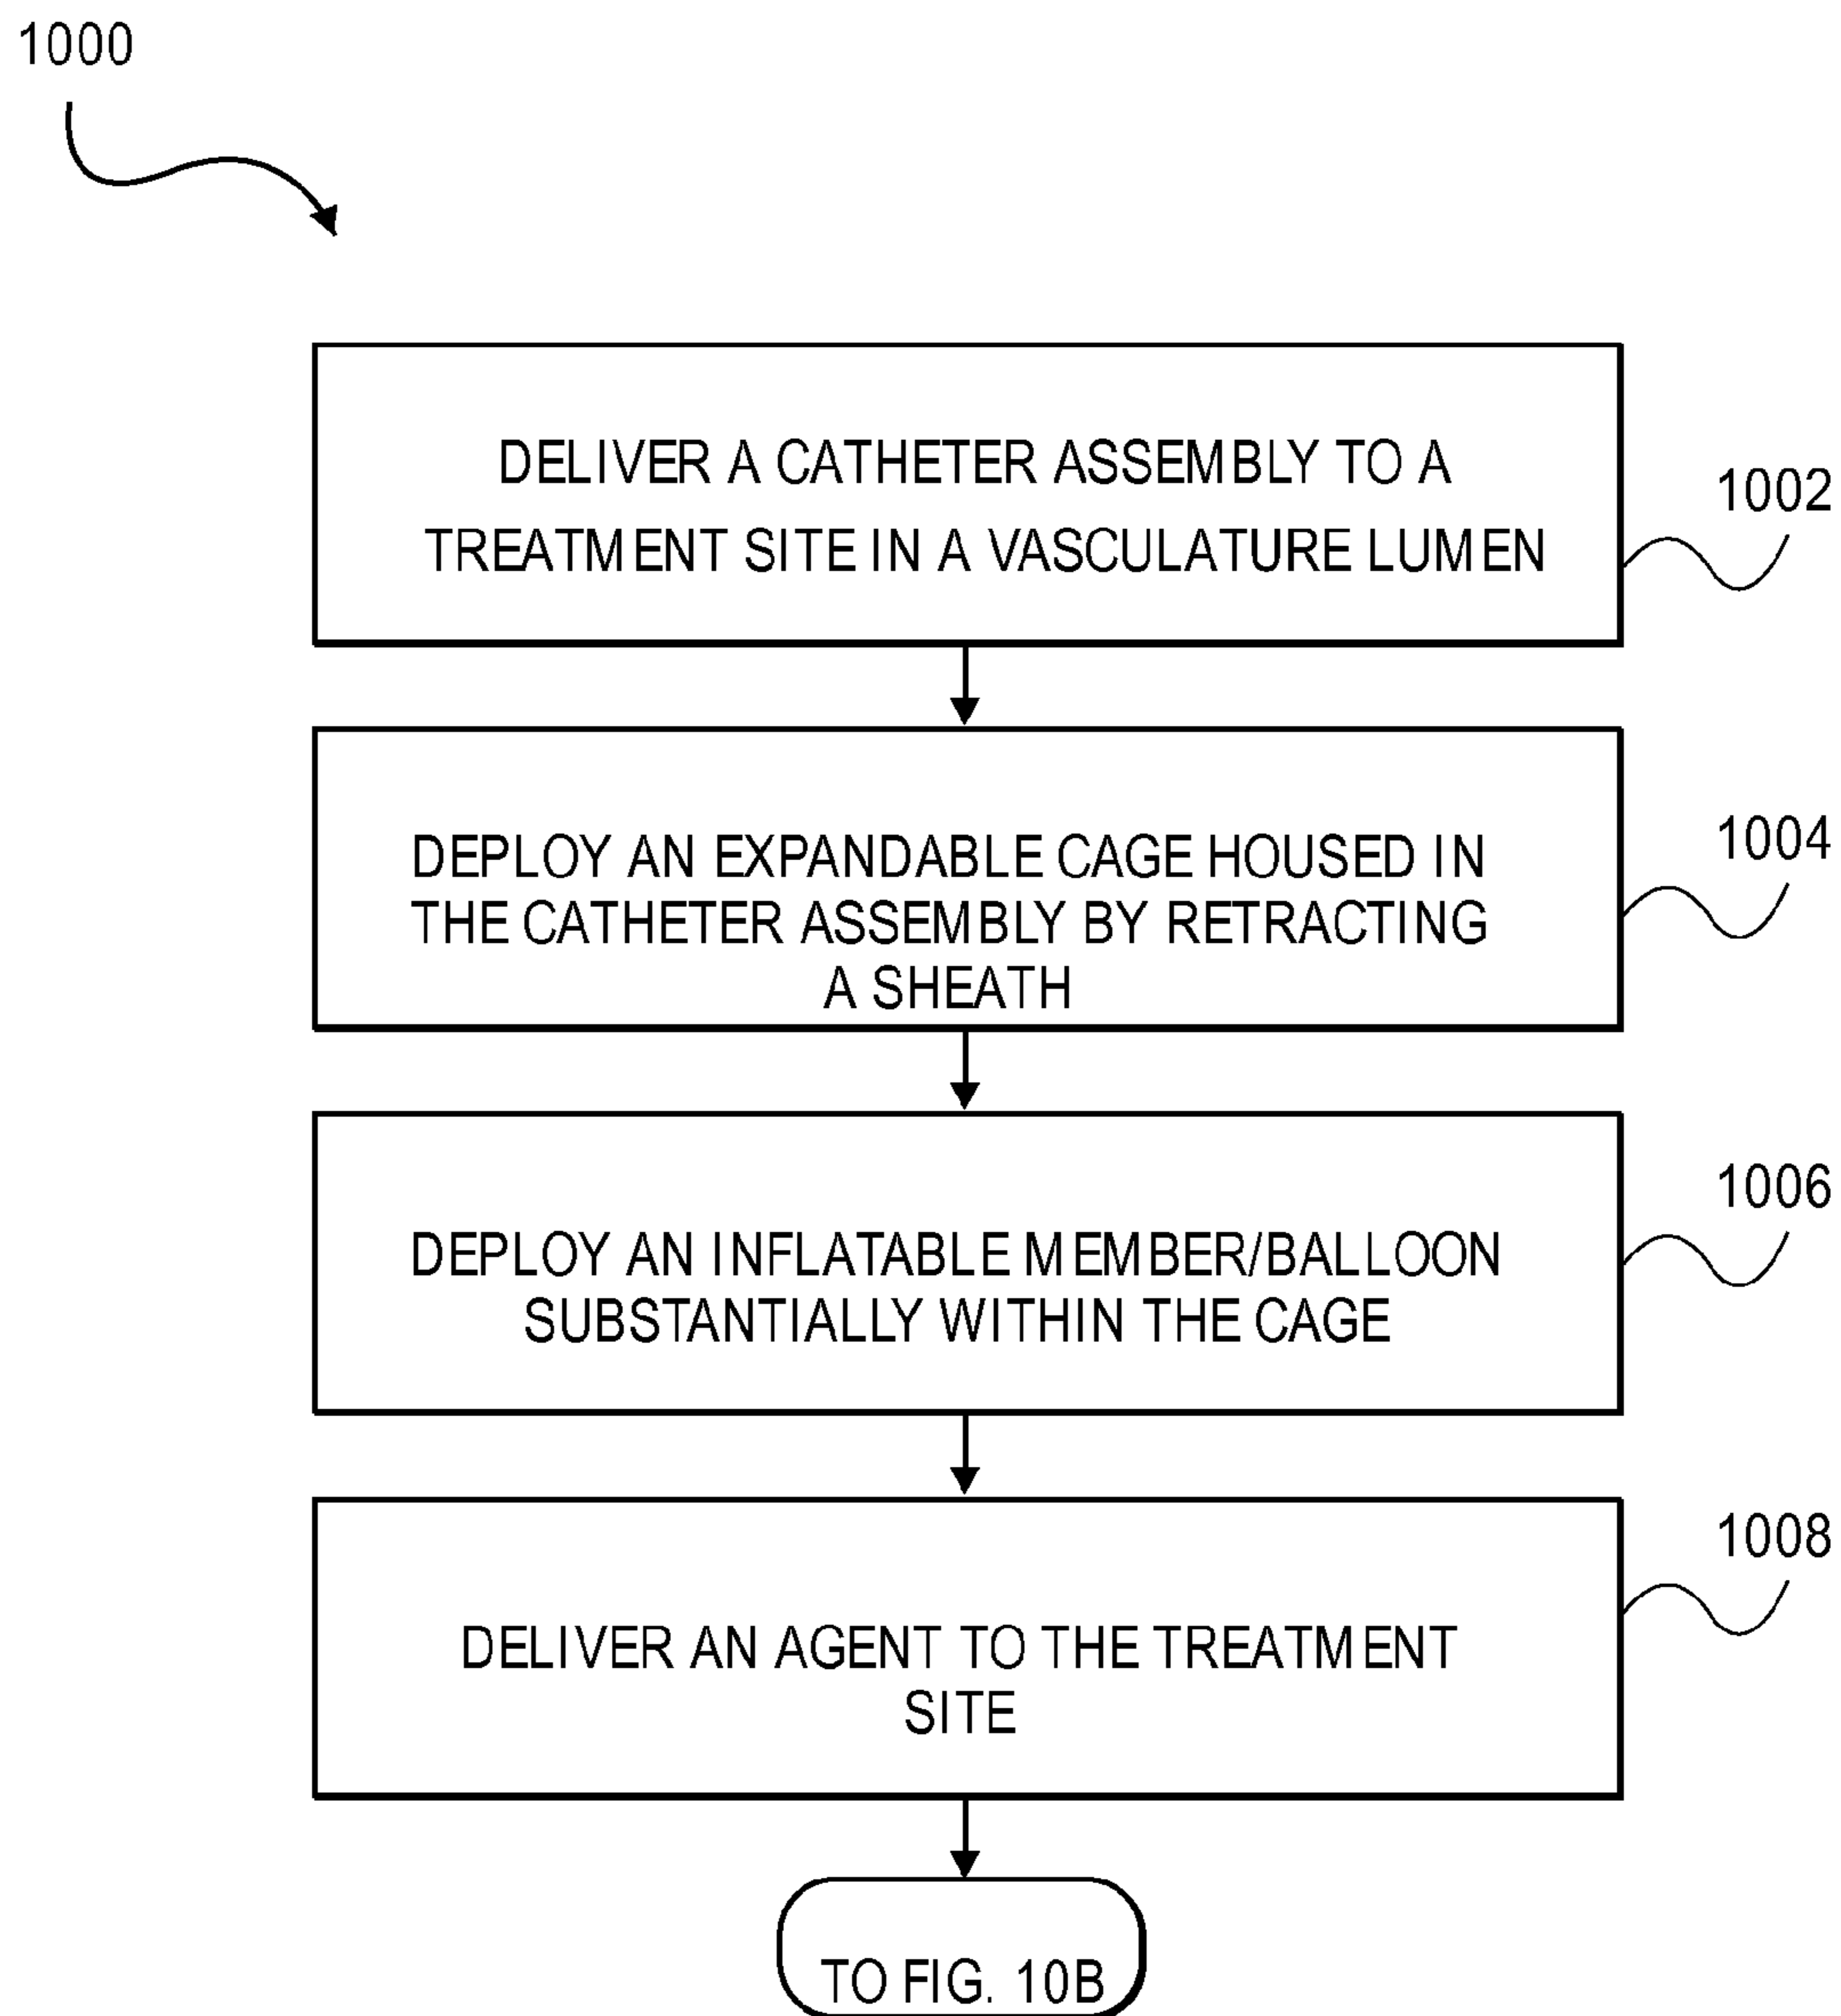 1000
DELIVER A CATHETER ASSEMBLY TO A
TREATMENT SITE IN A VASCULATURE LUMEN
1002
DEPLOY AN EXPANDABLE CAGE HOUSED IN
THE CATHETER ASSEMBLY BY RETRACTING
A SHEATH
1004
DEPLOY AN INFLATABLE MEMBER/BALLOON
SUBSTANTIALLY WITHIN THE CAGE
1006
DELIVER AN AGENT TO THE TREATMENT
SITE
1008
TO FIG. 10B